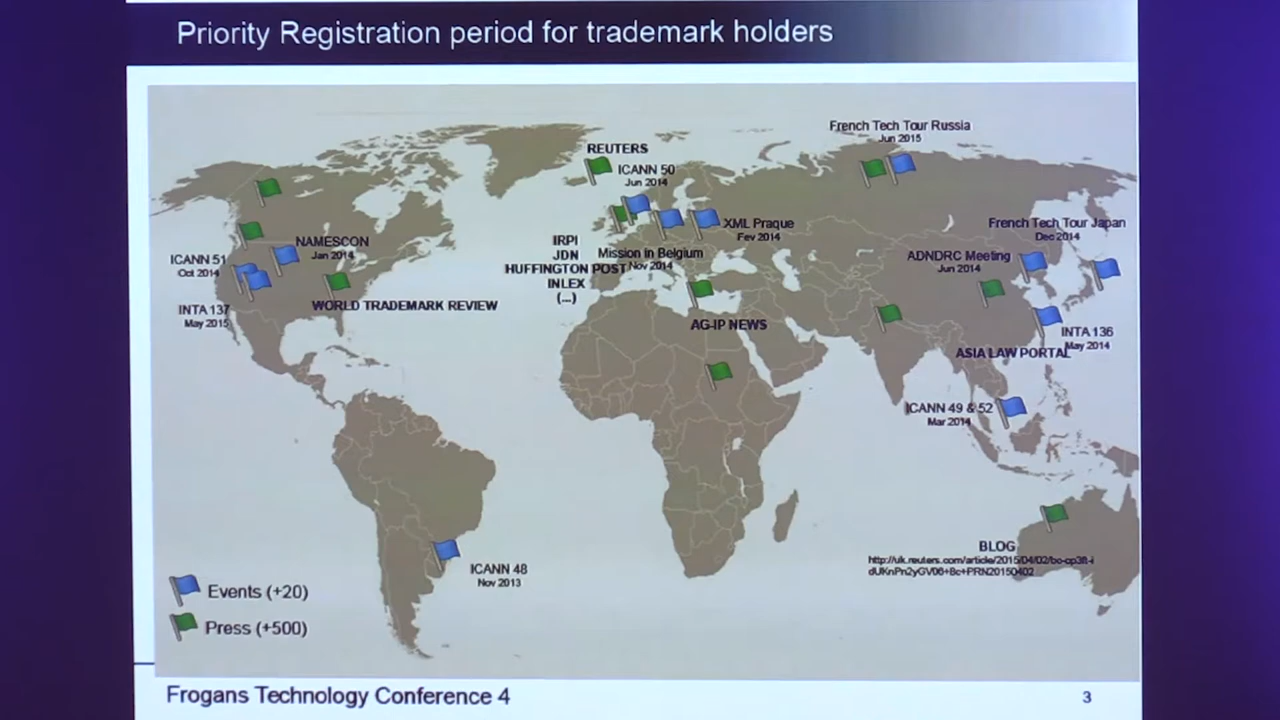 Priority Registration period for trademark holders
French Tech Tour Russia
Jun 2015
REUTERS
ICANN 50
Jun 2014
XML Praque
Fev 2014
French Tech Tour Japan
Dec 2014
NAMESCON
Jan 2014
IRPI
JDN
HUFFINGTON POST
INLEX
(...)
Mission in Belgium
Nov 2014
ADNDRC Meeting
Jun 2014
ICANN 51
Oct 2014
INTA 137
May 2015
WORLD TRADEMARK REVIEW
AG-IP NEWS
INTA 136
May 2014
ASIA LAW PORTAL
ICANN 49 & 52
Mar 2014
BLOG
http://uk.reuters.com/article/2015/04/02/bc-op3ft-i
dUKnPn2yGV06+8c+PRN20150402
ICANN 48
Nov 2013
Events (+20)
Press (+500)
Frogans Technology Conference 4
3